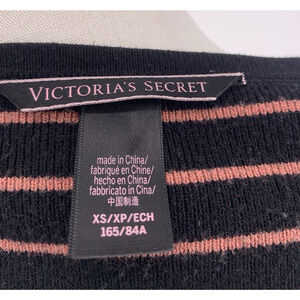 VICTORIA'S SECRET
made in China/
fabriqué en Chine/
hecho en China/
fabbricato in Cina/
中国制造
XS/XP/ECH
165/84A